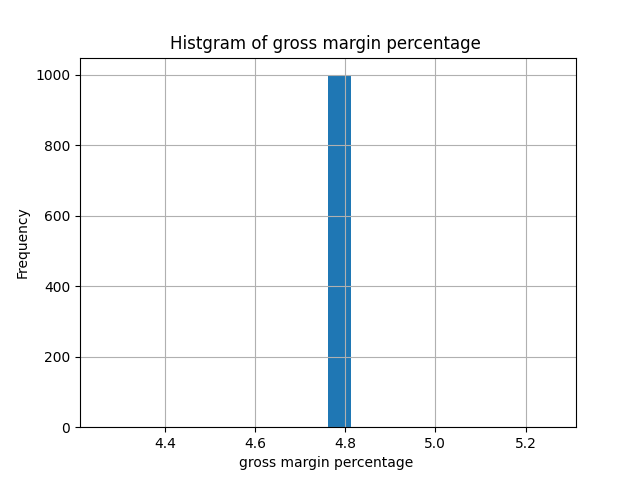 Histgram of gross margin percentage
1000
800
600
400
200
0
Frequency
4.4 4.6 4.8 5.0 5.2
gross margin percentage